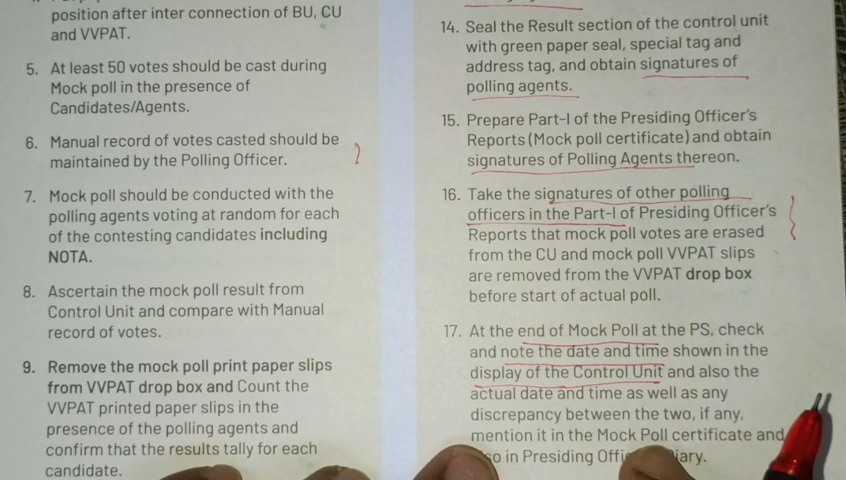 position after inter connection of BU, CU
and VVPAT.
5. At least 50 votes should be cast during
Mock poll in the presence of
Candidates/Agents.
6. Manual record of votes casted should be
maintained by the Polling Officer.
7. Mock poll should be conducted with the
polling agents voting at random for each
of the contesting candidates including
NOTA.
8. Ascertain the mock poll result from
Control Unit and compare with Manual
record of votes.
9. Remove the mock poll print paper slips
from VVPAT drop box and Count the
VVPAT printed paper slips in the
presence of the polling agents and
confirm that the results tally for each
candidate.
14. Seal the Result section of the control unit
with green paper seal, special tag and
address tag, and obtain signatures of
polling agents.
15. Prepare Part-I of the Presiding Officer's
Reports (Mock poll certificate) and obtain
signatures of Polling Agents thereon.
16. Take the signatures of other polling
officers in the Part-I of Presiding Officer's
Reports that mock poll votes are erased
from the CU and mock poll VVPAT slips
are removed from the VVPAT drop box
before start of actual poll.
17. At the end of Mock Poll at the PS, check
and note the date and time shown in the
display of the Control Unit and also the
actual date and time as well as any
discrepancy between the two, if any,
mention it in the Mock Poll certificate and
in Presiding